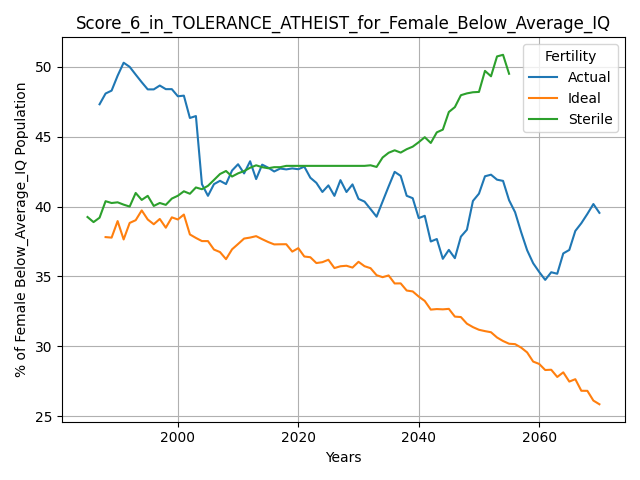 Score_6_in_TOLERANCE_ATHEIST_for_Female_Below_Average_IQ
% of Female Below_Average_IQ Population
50
45
40
35
30
25
Fertility
Actual
Ideal
Sterile
2000
2020
2040
2060
Years